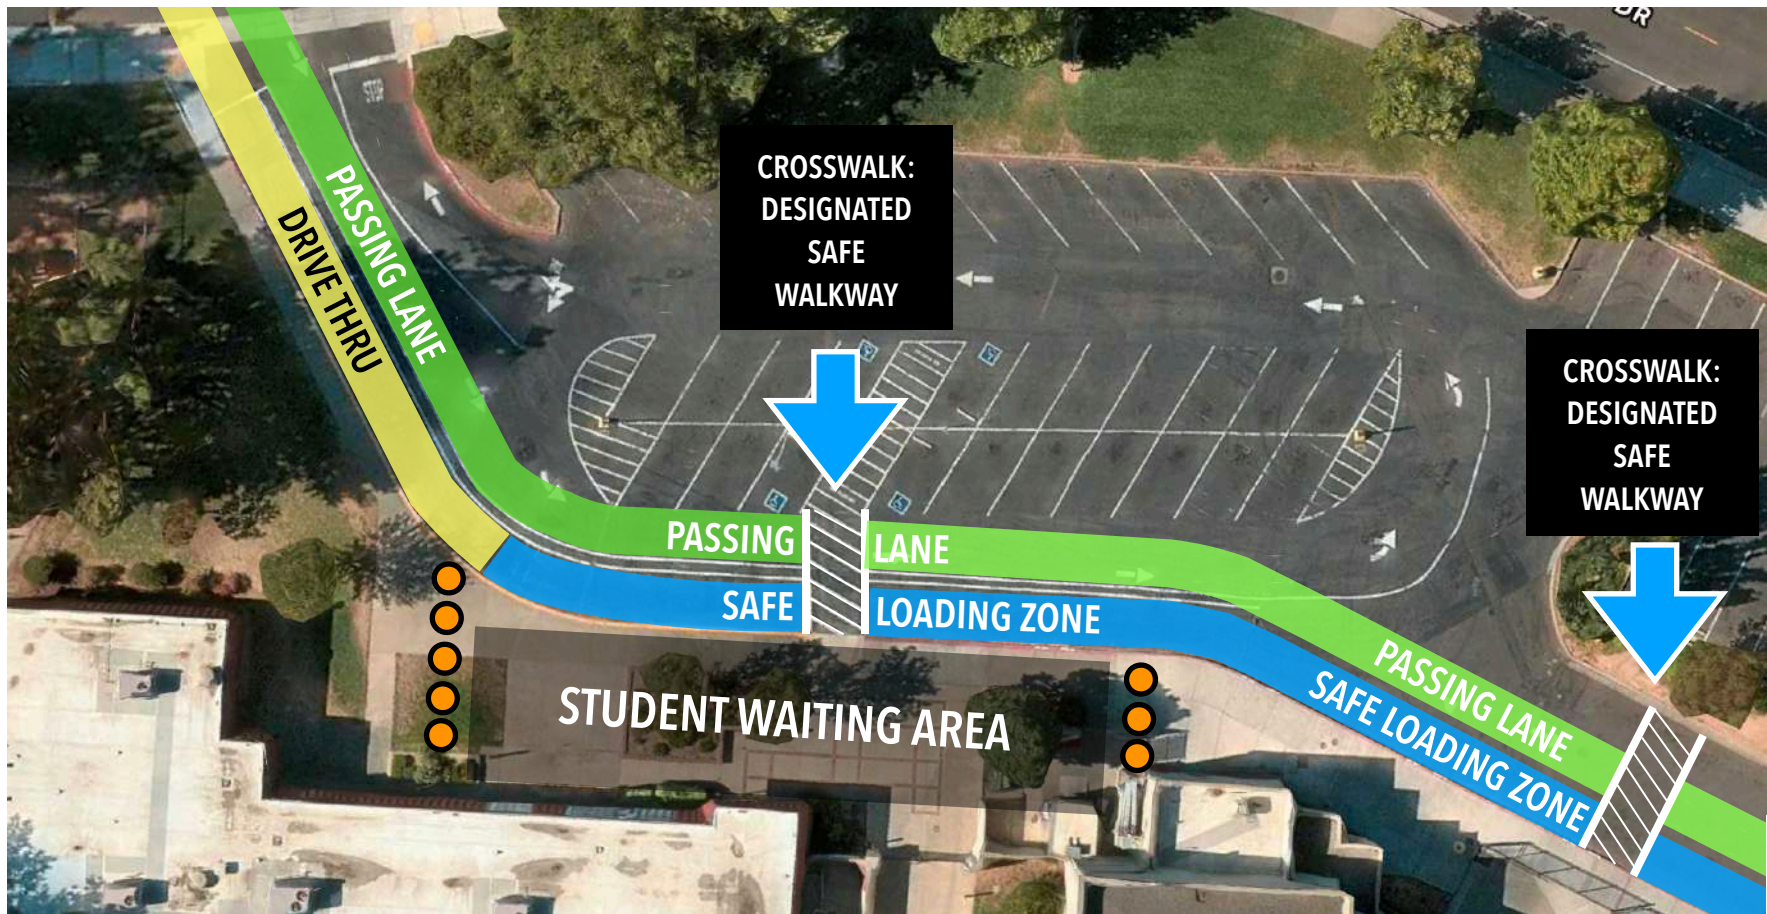 DR
CROSSWALK:
DESIGNATED
SAFE
WALKWAY
PASSING LANE
DRIVE THRU
CROSSWALK:
DESIGNATED
SAFE
WALKWAY
PASSING LANE
SAFE LOADING ZONE
PASSING LANE
SAFE LOADING ZONE
STUDENT WAITING AREA